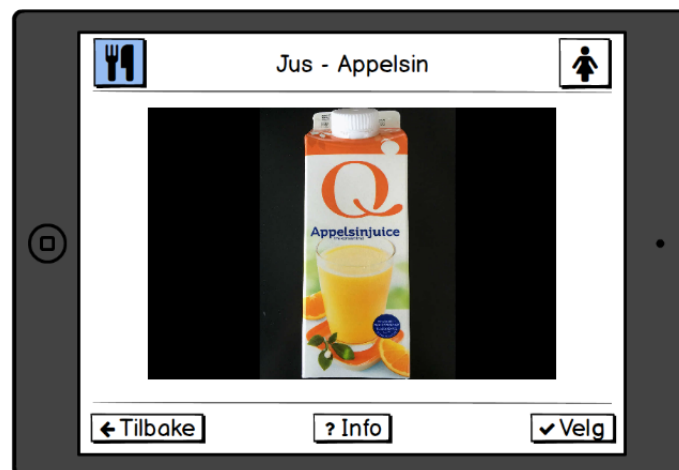 Jus - Appelsin
Q
Appelsinjuice
← Tilbake
? Info
✓ Velg